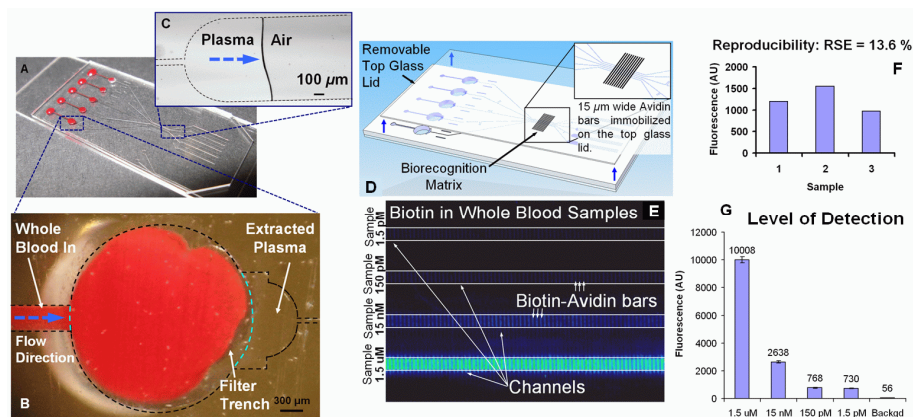 A
C
Plasma
Air
100 µm
Whole
Blood In
Flow
Direction
Extracted
Plasma
Filter
Trench
300 µm
B
Removable
Top Glass
Lid
15 µm wide Avidin
bars immobilized
on the top glass
lid.
Biorecognition
Matrix
D
Biotin in Whole Blood Samples
E
Sample
1.5 pM
Sample
150 pM
Sample
15 nM
Sample
1.5 uM
Biotin-Avidin bars
Channels
Reproducibility: RSE = 13.6 %
F
Fluorescence (AU)
2000
1500
1000
500
0
1 2 3
Sample
G
Level of Detection
Fluorescence (AU)
12000
10000
8000
6000
4000
2000
0
10008
2638
768
730
56
1.5 uM 15 nM 150 pM 1.5 pM Backgd